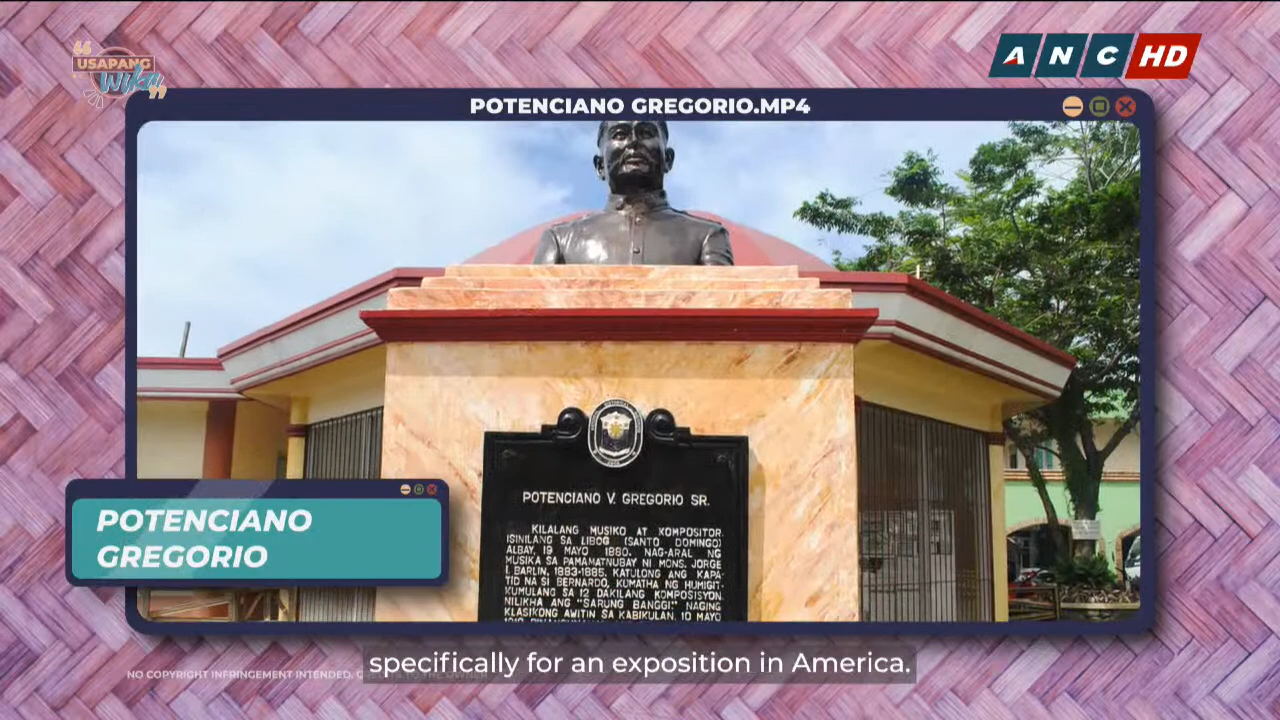 “ USAPANG
Wika ”
ANC HD
POTENCIANO GREGORIO.MP4
POTENCIANO V. GREGORIO SR.
KILALANG MUSIKO AT KOMPOSITOR.
ISINILANG SA LIBOG (SANTO DOMINGO)
ALBAY, 19 MAYO 1880. NAG-ARAL NG
MUSIKA SA PAMAMATNUBAY NI MONS. JORGE
I. BARLIN, 1893-1895. KATULONG ANG KAPA-
TID NA SI BERNARDO, KUMATHA NG HUMIGIT-
KUMULANG SA 12 DAKILANG KOMPOSISYON.
NILIKHA ANG "SARUNG BANGGI" NAGING
KLASIKONG AWITIN SA KABIKULAN, 10 MAYO
POTENCIANO
GREGORIO
specifically for an exposition in America.
NO COPYRIGHT INFRINGEMENT INTENDED,